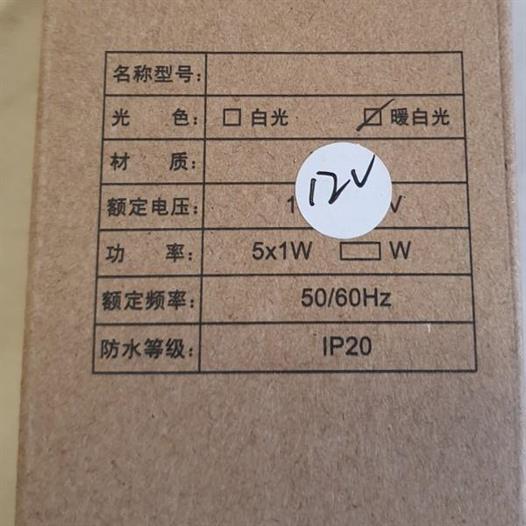 名称型号:
光 色: □白光 ☑暖白光
材 质:
额定电压: 1 12V V
功 率: 5x1W □W
额定频率: 50/60Hz
防水等级: IP20